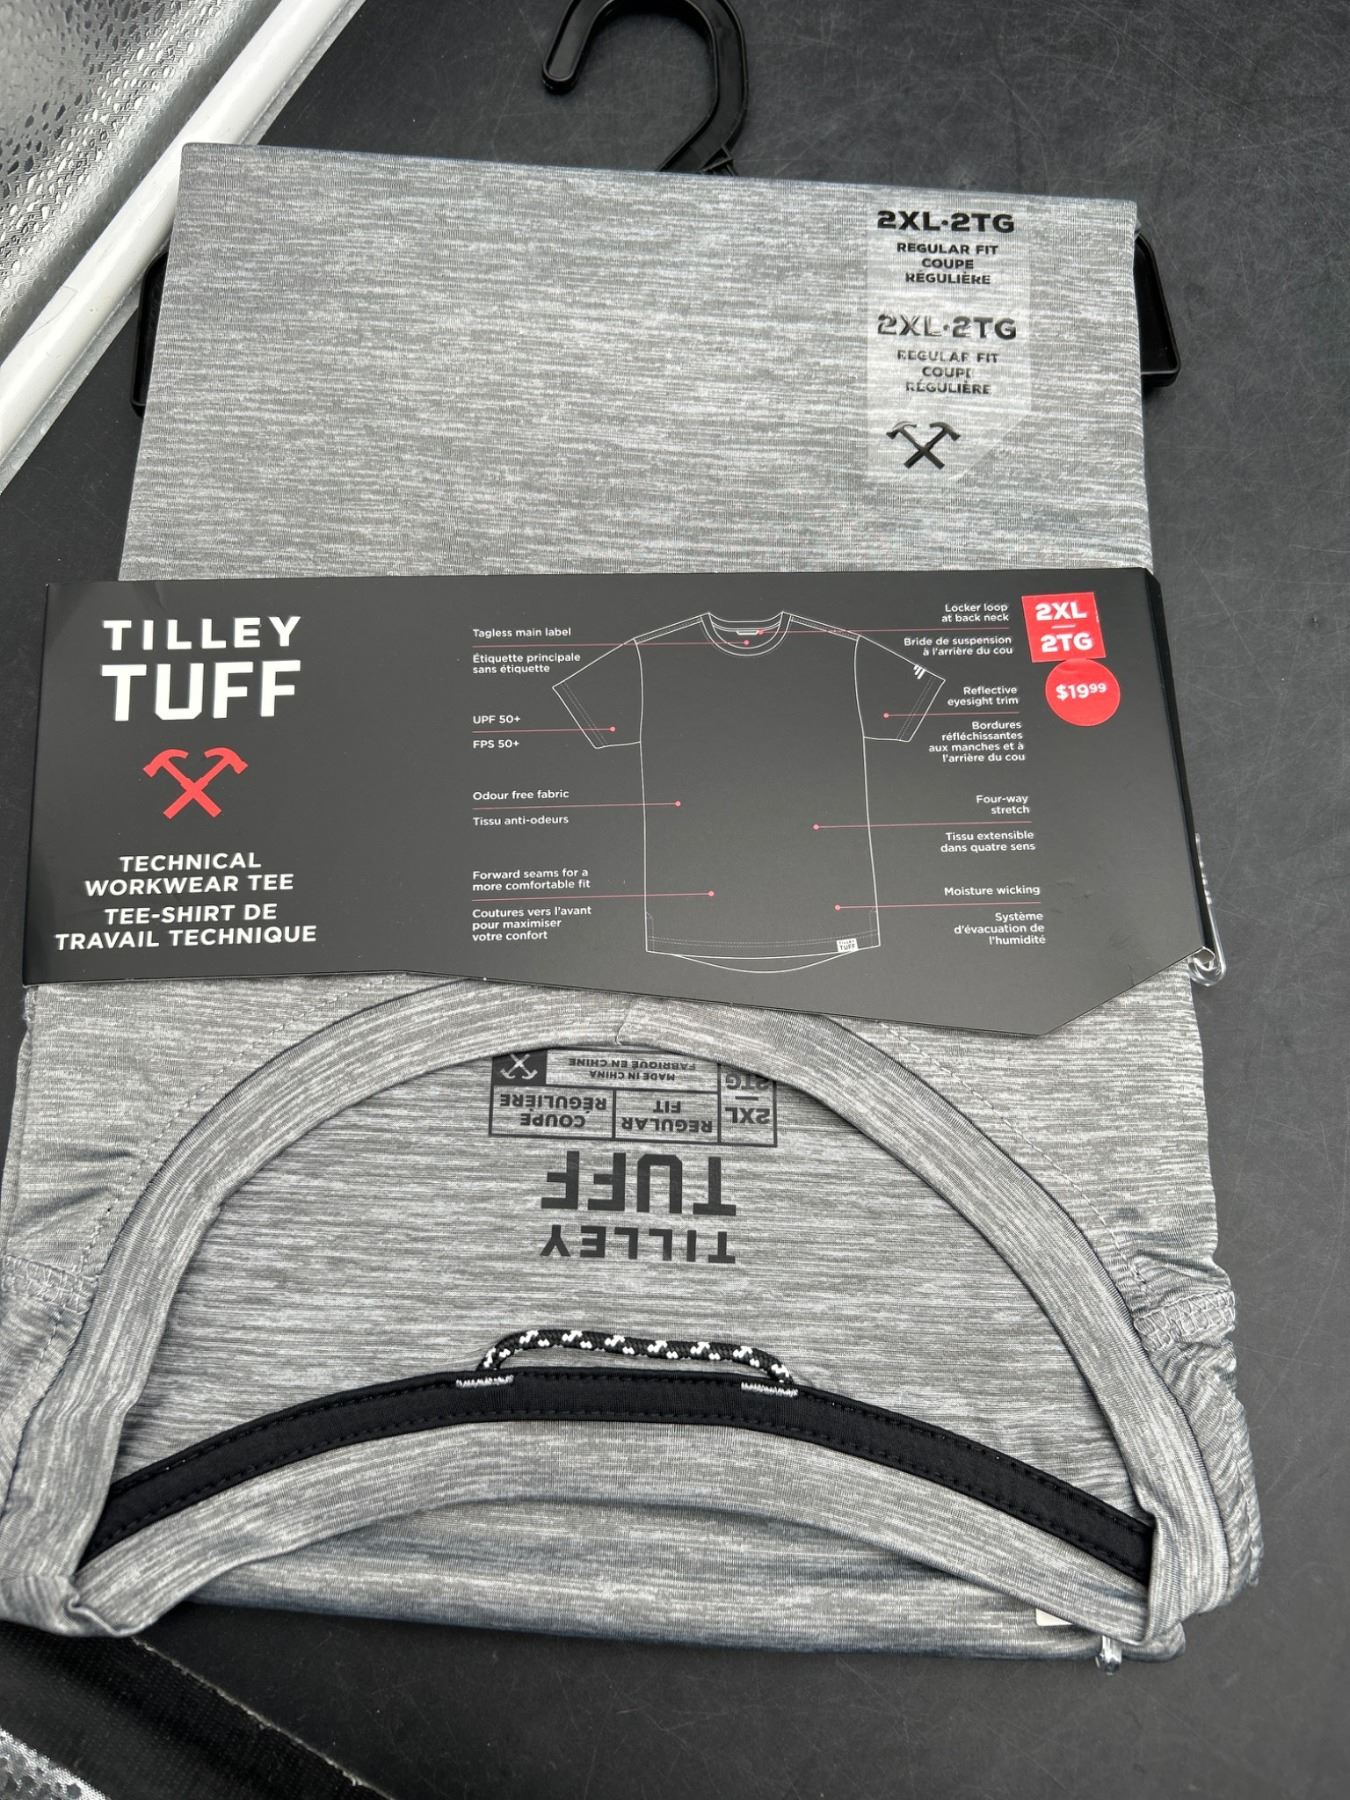 2XL·2TG
REGULAR FIT
COUPE
RÉGULIÈRE
2XL·2TG
REGULAR FIT
COUPE
RÉGULIÈRE
TILLEY
TUFF
TECHNICAL
WORKWEAR TEE
TEE-SHIRT DE
TRAVAIL TECHNIQUE
Tagless main label
Étiquette principale
sans étiquette
UPF 50+
FPS 50+
Odour free fabric
Tissu anti-odeurs
Forward seams for a
more comfortable fit
Coutures vers l'avant
pour maximiser
votre confort
Locker loop
at back neck
Bride de suspension
à l'arrière du cou
Reflective
eyesight trim
Bordures
réfléchissantes
aux manches et à
l'arrière du cou
Four-way
stretch
Tissu extensible
dans quatre sens
Moisture wicking
Système
d'évacuation de
l'humidité
TILLEY
TUFF
2XL
2TG
$19.99
TILLEY
TUFF
2XL
2TG
REGULAR
FIT
COUPE
RÉGULIÈRE
MADE IN CHINA
FABRIQUÉ EN CHINE